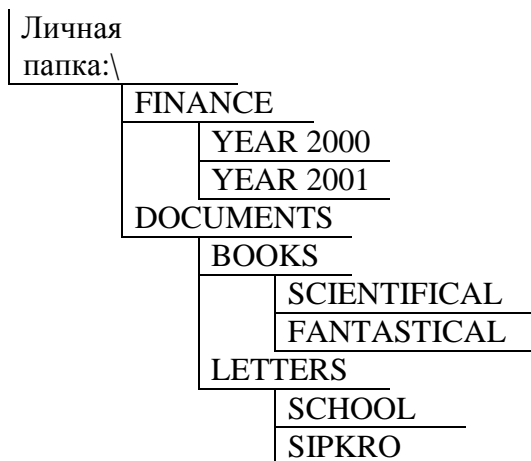 Личная
папка:\
FINANCE
YEAR 2000
YEAR 2001
DOCUMENTS
BOOKS
SCIENTIFICAL
FANTASTICAL
LETTERS
SCHOOL
SIPKRO